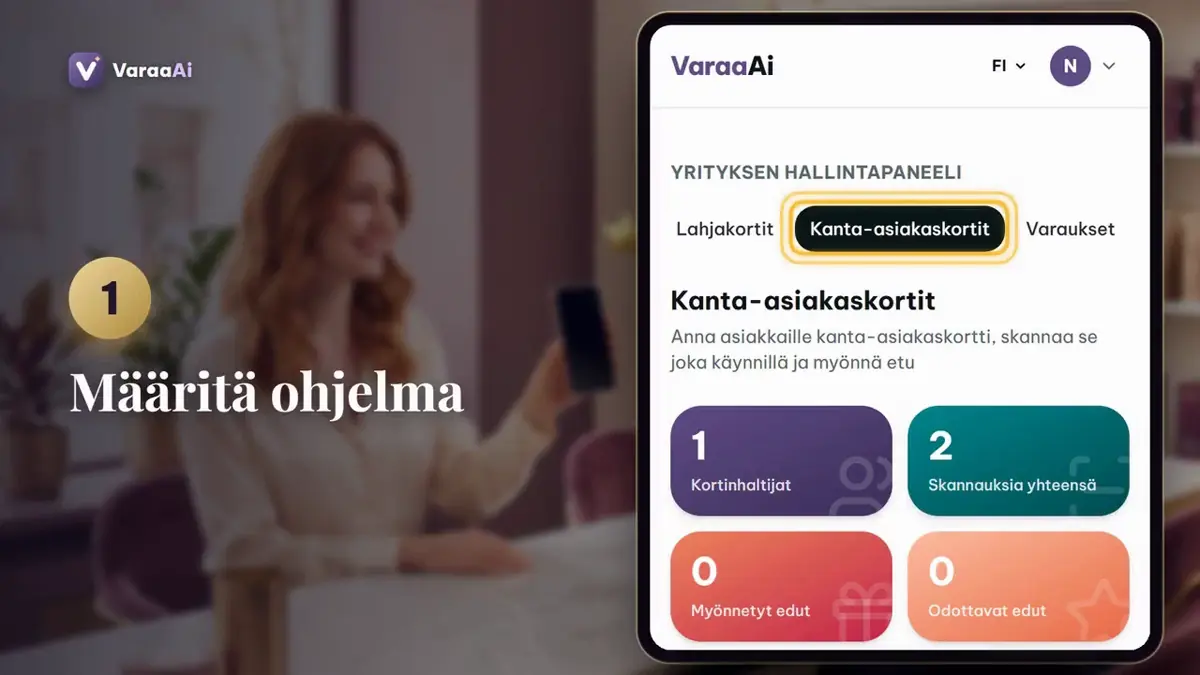 VaraaAi
1
Määritä ohjelma
VaraaAi
FI
N
YRITYKSEN HALLINTAPANEELI
Lahjakortit
Kanta-asiakaskortit
Varaukset
Kanta-asiakaskortit
Anna asiakkaille kanta-asiakaskortti, skannaa se
joka käynnillä ja myönnä etu
1
Kortinhaltijat
2
Skannauksia yhteensä
0
Myönnetyt edut
0
Odottavat edut